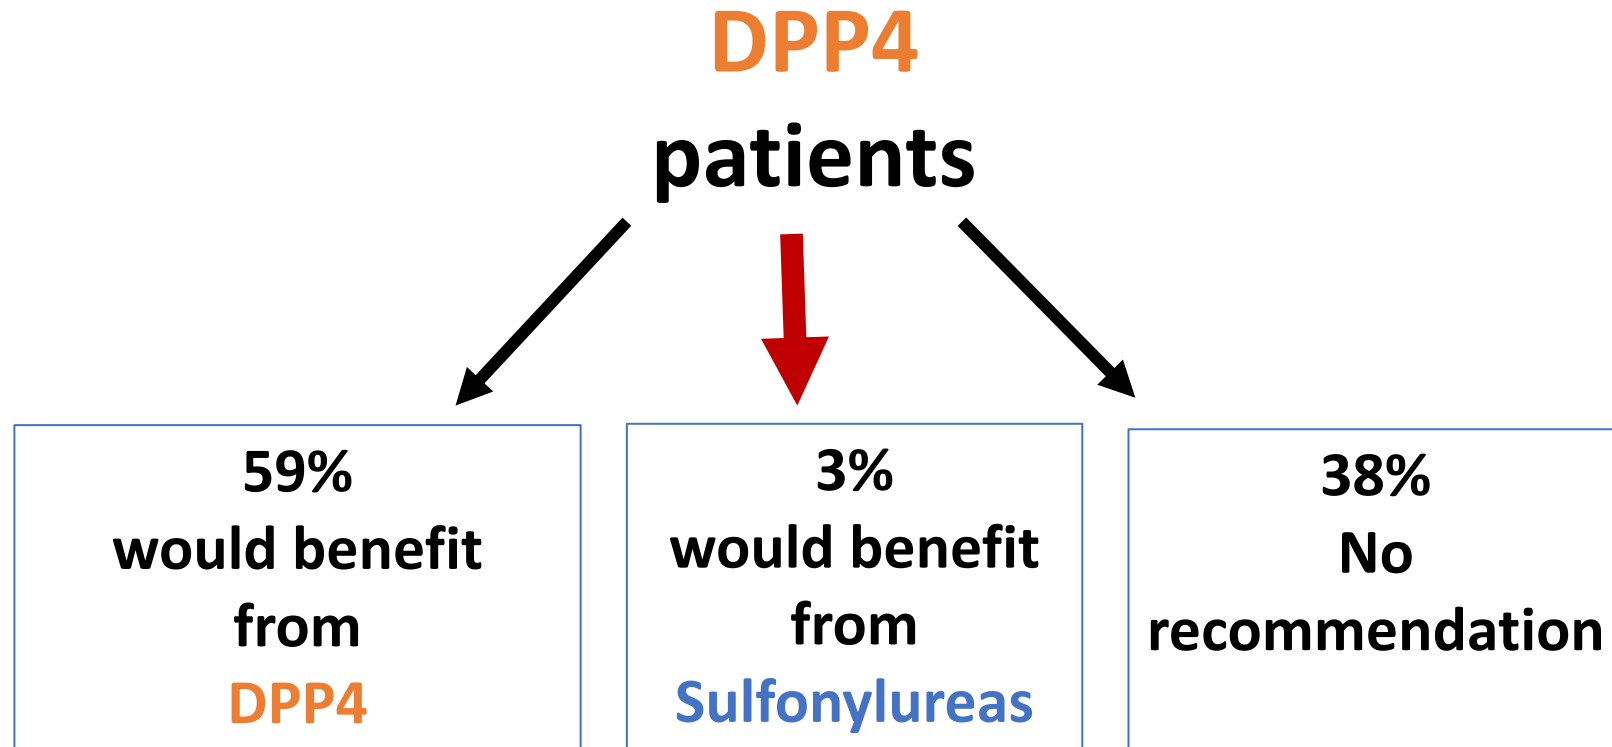 DPP4
patients
59%
would benefit
from
DPP4
3%
would benefit
from
Sulfonylureas
38%
No
recommendation